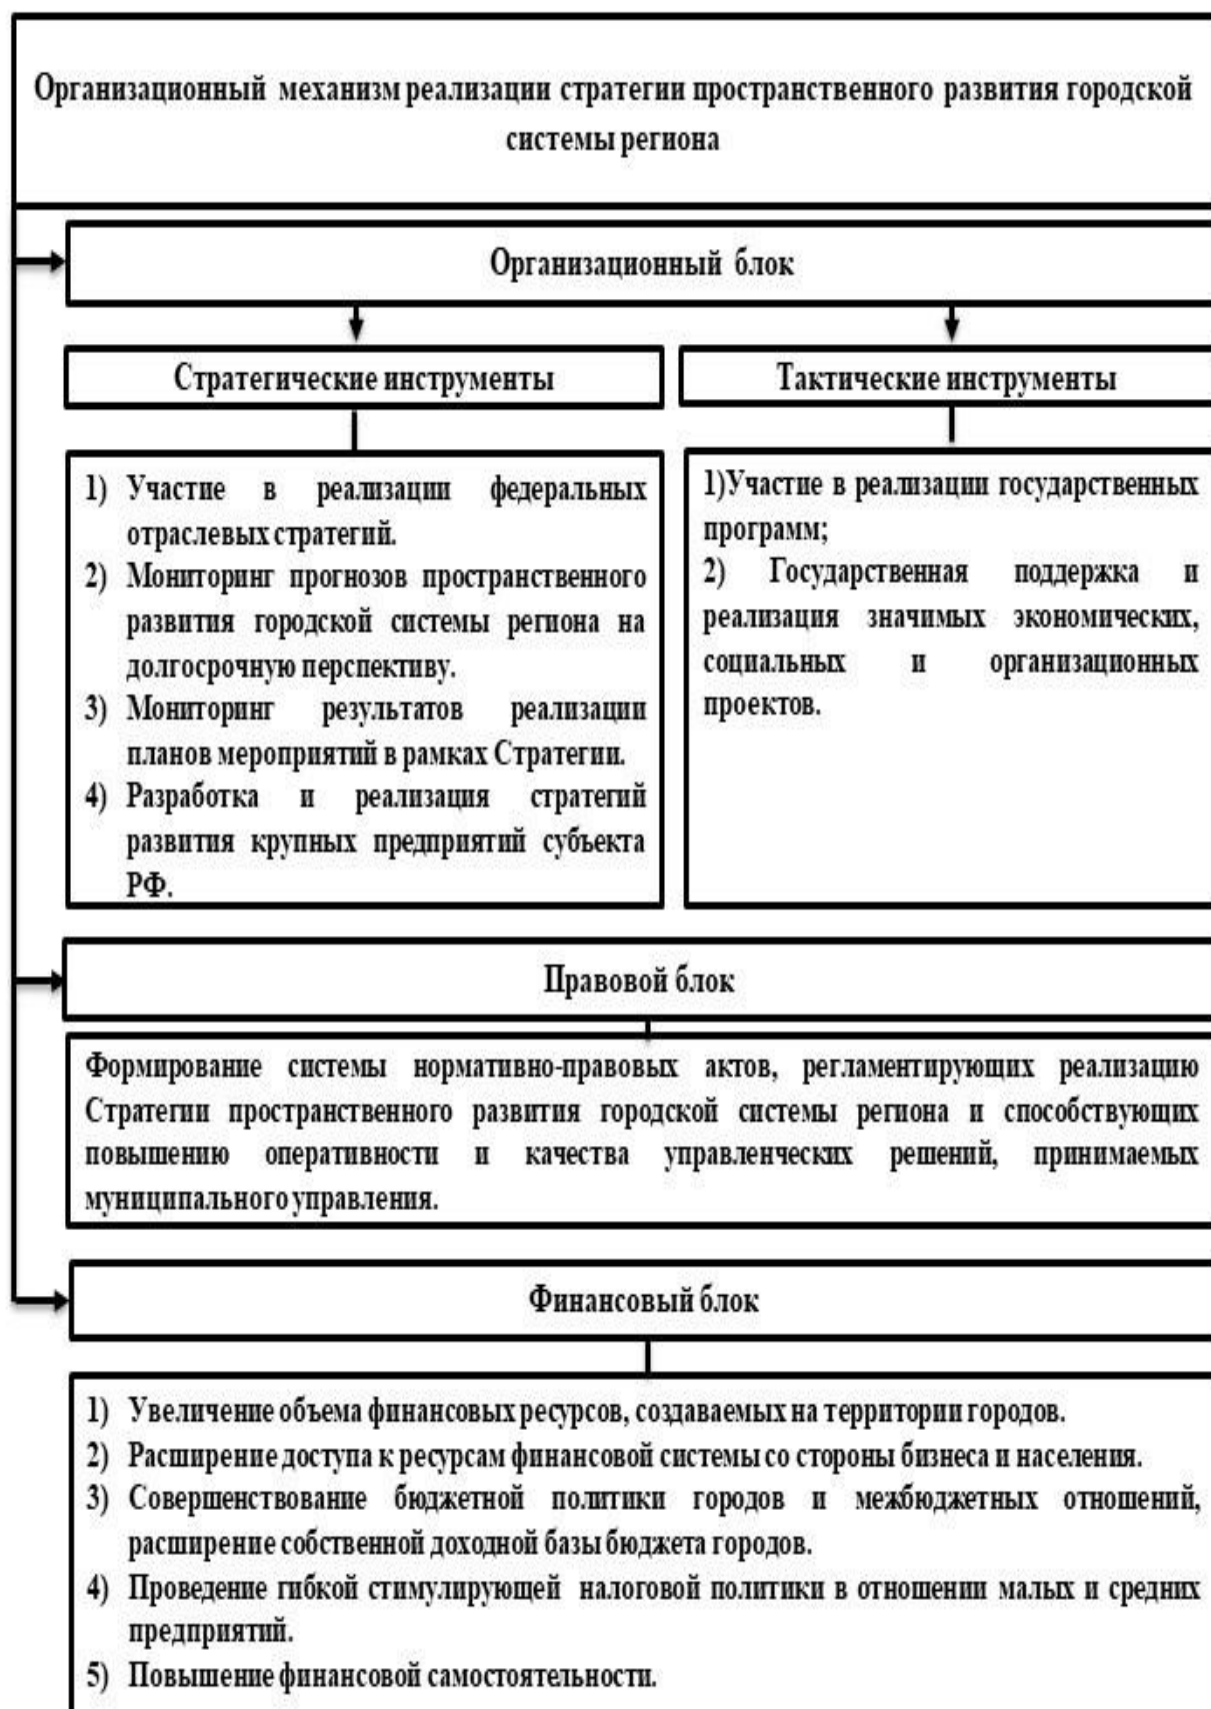 Организационный механизм реализации стратегии пространственного развития городской
системы региона
Организационный блок
Стратегические инструменты
1) Участие в реализации федеральных
отраслевых стратегий.
2) Мониторинг прогнозов пространственного
развития городской системы региона на
долгосрочную перспективу.
3) Мониторинг результатов реализации
планов мероприятий в рамках Стратегии.
4) Разработка и реализация стратегий
развития крупных предприятий субъекта
РФ.
Тактические инструменты
1)Участие в реализации государственных
программ;
2) Государственная поддержка и
реализация значимых экономических,
социальных и организационных
проектов.
Правовой блок
Формирование системы нормативно-правовых актов, регламентирующих реализацию
Стратегии пространственного развития городской системы региона и способствующих
повышению оперативности и качества управленческих решений, принимаемых
муниципального управления.
Финансовый блок
1) Увеличение объема финансовых ресурсов, создаваемых на территории городов.
2) Расширение доступа к ресурсам финансовой системы со стороны бизнеса и населения.
3) Совершенствование бюджетной политики городов и межбюджетных отношений,
расширение собственной доходной базы бюджета городов.
4) Проведение гибкой стимулирующей налоговой политики в отношении малых и средних
предприятий.
5) Повышение финансовой самостоятельности.